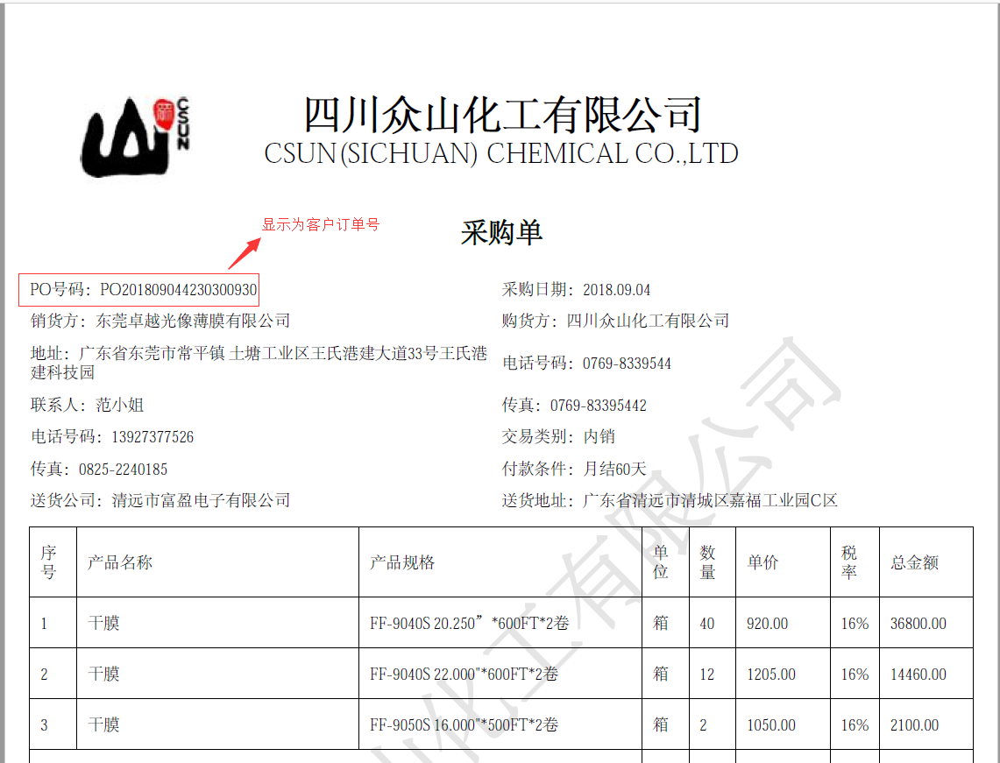 CSUN
四川众山化工有限公司
CSUN(SICHUAN) CHEMICAL CO.,LTD
显示为客户订单号
采购单
PO号码：PO201809044230300930
采购日期：2018.09.04
销货方：东莞卓越光像薄膜有限公司
购货方：四川众山化工有限公司
地址：广东省东莞市常平镇 土塘工业区王氏港建大道33号王氏港
建科技园
电话号码：0769-8339544
联系人：范小姐
传真：0769-83395442
电话号码：13927377526
交易类别：内销
传真：0825-2240185
付款条件：月结60天
送货公司：清远市富盈电子有限公司
送货地址：广东省清远市清城区嘉福工业园C区
序号 产品名称 产品规格 单位 数量 单价 税率 总金额
1 干膜 FF-9040S 20.250”*600FT*2卷 箱 40 920.00 16% 36800.00
2 干膜 FF-9040S 22.000"*600FT*2卷 箱 12 1205.00 16% 14460.00
3 干膜 FF-9050S 16.000"*500FT*2卷 箱 2 1050.00 16% 2100.00
山化工有限公司